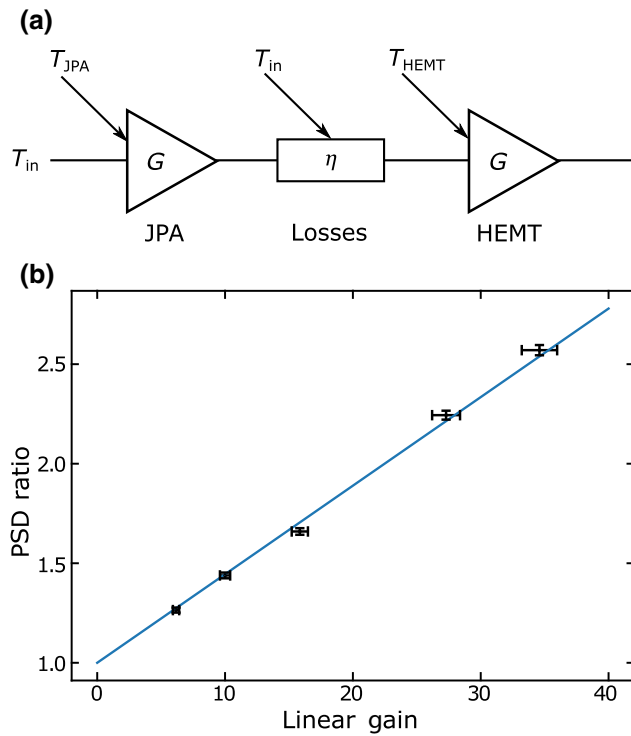 (a)
T_JPA T_in T_HEMT
T_in G η G
JPA Losses HEMT
(b)
PSD ratio
2.5
2.0
1.5
1.0
0 10 20 30 40
Linear gain